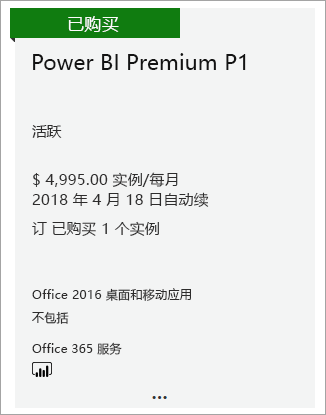 已购买
Power BI Premium P1
活跃
$ 4,995.00 实例/每月
2018 年 4 月 18 日自动续
订 已购买 1 个实例
Office 2016 桌面和移动应用
不包括
Office 365 服务